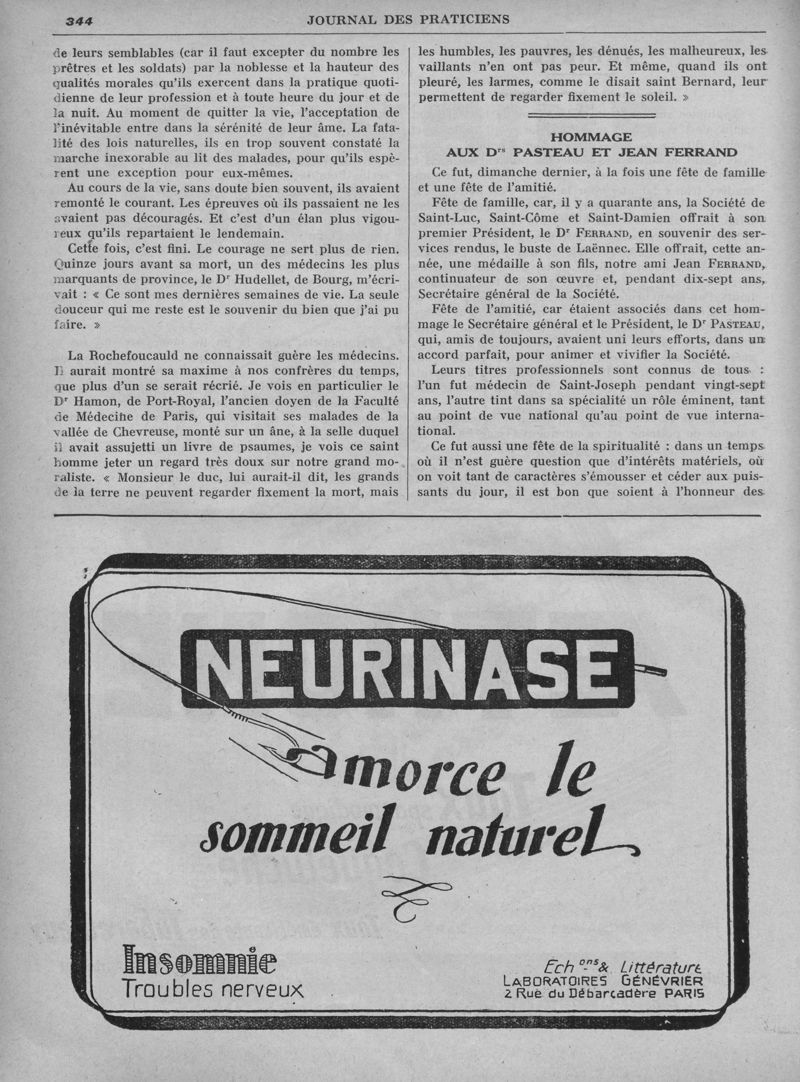 344
JOURNAL DES PRATICIENS
de leurs semblables (car il faut excepter du nombre les
prêtres et les soldats) par la noblesse et la hauteur des
qualités morales qu'ils exercent dans la pratique quoti-
dienne de leur profession et à toute heure du jour et de
la nuit. Au moment de quitter la vie, l'acceptation de
l'inévitable entre dans la sérénité de leur âme. La fata-
lité des lois naturelles, ils en trop souvent constaté la
marche inexorable au lit des malades, pour qu'ils espè-
rent une exception pour eux-mêmes.
Au cours de la vie, sans doute bien souvent, ils avaient
remonté le courant. Les épreuves où ils passaient ne les
avaient pas découragés. Et c'est d'un élan plus vigou-
reux qu'ils repartaient le lendemain.
Cette fois, c'est fini. Le courage ne sert plus de rien.
Quinze jours avant sa mort, un des médecins les plus
marquants de province, le Dr Hudellet, de Bourg, m'écri-
vait : « Ce sont mes dernières semaines de vie. La seule
douceur qui me reste est le souvenir du bien que j'ai pu
faire. »
La Rochefoucauld ne connaissait guère les médecins.
Il aurait montré sa maxime à nos confrères du temps,
que plus d'un se serait récrié. Je vois en particulier le
Dr Hamon, de Port-Royal, l'ancien doyen de la Faculté
de Médecine de Paris, qui visitait ses malades de la
vallée de Chevreuse, monté sur un âne, à la selle duquel
il avait assujetti un livre de psaumes, je vois ce saint
homme jeter un regard très doux sur notre grand mo-
raliste. « Monsieur le duc, lui aurait-il dit, les grands
de la terre ne peuvent regarder fixement la mort, mais
les humbles, les pauvres, les dénués, les malheureux, les
vaillants n'en ont pas peur. Et même, quand ils ont
pleuré, les larmes, comme le disait saint Bernard, leur
permettent de regarder fixement le soleil. »
HOMMAGE
AUX Drs PASTEAU ET JEAN FERRAND
Ce fut, dimanche dernier, à la fois une fête de famille
et une fête de l'amitié.
Fête de famille, car, il y a quarante ans, la Société de
Saint-Luc, Saint-Côme et Saint-Damien offrait à son
premier Président, le Dr FERRAND, en souvenir des ser-
vices rendus, le buste de Laënnec. Elle offrait, cette an-
née, une médaille à son fils, notre ami Jean FERRAND,
continuateur de son œuvre et, pendant dix-sept ans,
Secrétaire général de la Société.
Fête de l'amitié, car étaient associés dans cet hom-
mage le Secrétaire général et le Président, le Dr PASTEAU,
qui, amis de toujours, avaient uni leurs efforts, dans un
accord parfait, pour animer et vivifier la Société.
Leurs titres professionnels sont connus de tous :
l'un fut médecin de Saint-Joseph pendant vingt-sept
ans, l'autre tint dans sa spécialité un rôle éminent, tant
au point de vue national qu'au point de vue interna-
tional.
Ce fut aussi une fête de la spiritualité : dans un temps
où il n'est guère question que d'intérêts matériels, où
on voit tant de caractères s'émousser et céder aux puis-
sants du jour, il est bon que soient à l'honneur des
NEURINASE
amorce le
sommeil naturel
Insomnie
Troubles nerveux
Echons & Littérature
LABORATOIRES GÉNÉVRIER
2 Rue du Débarcadère PARIS